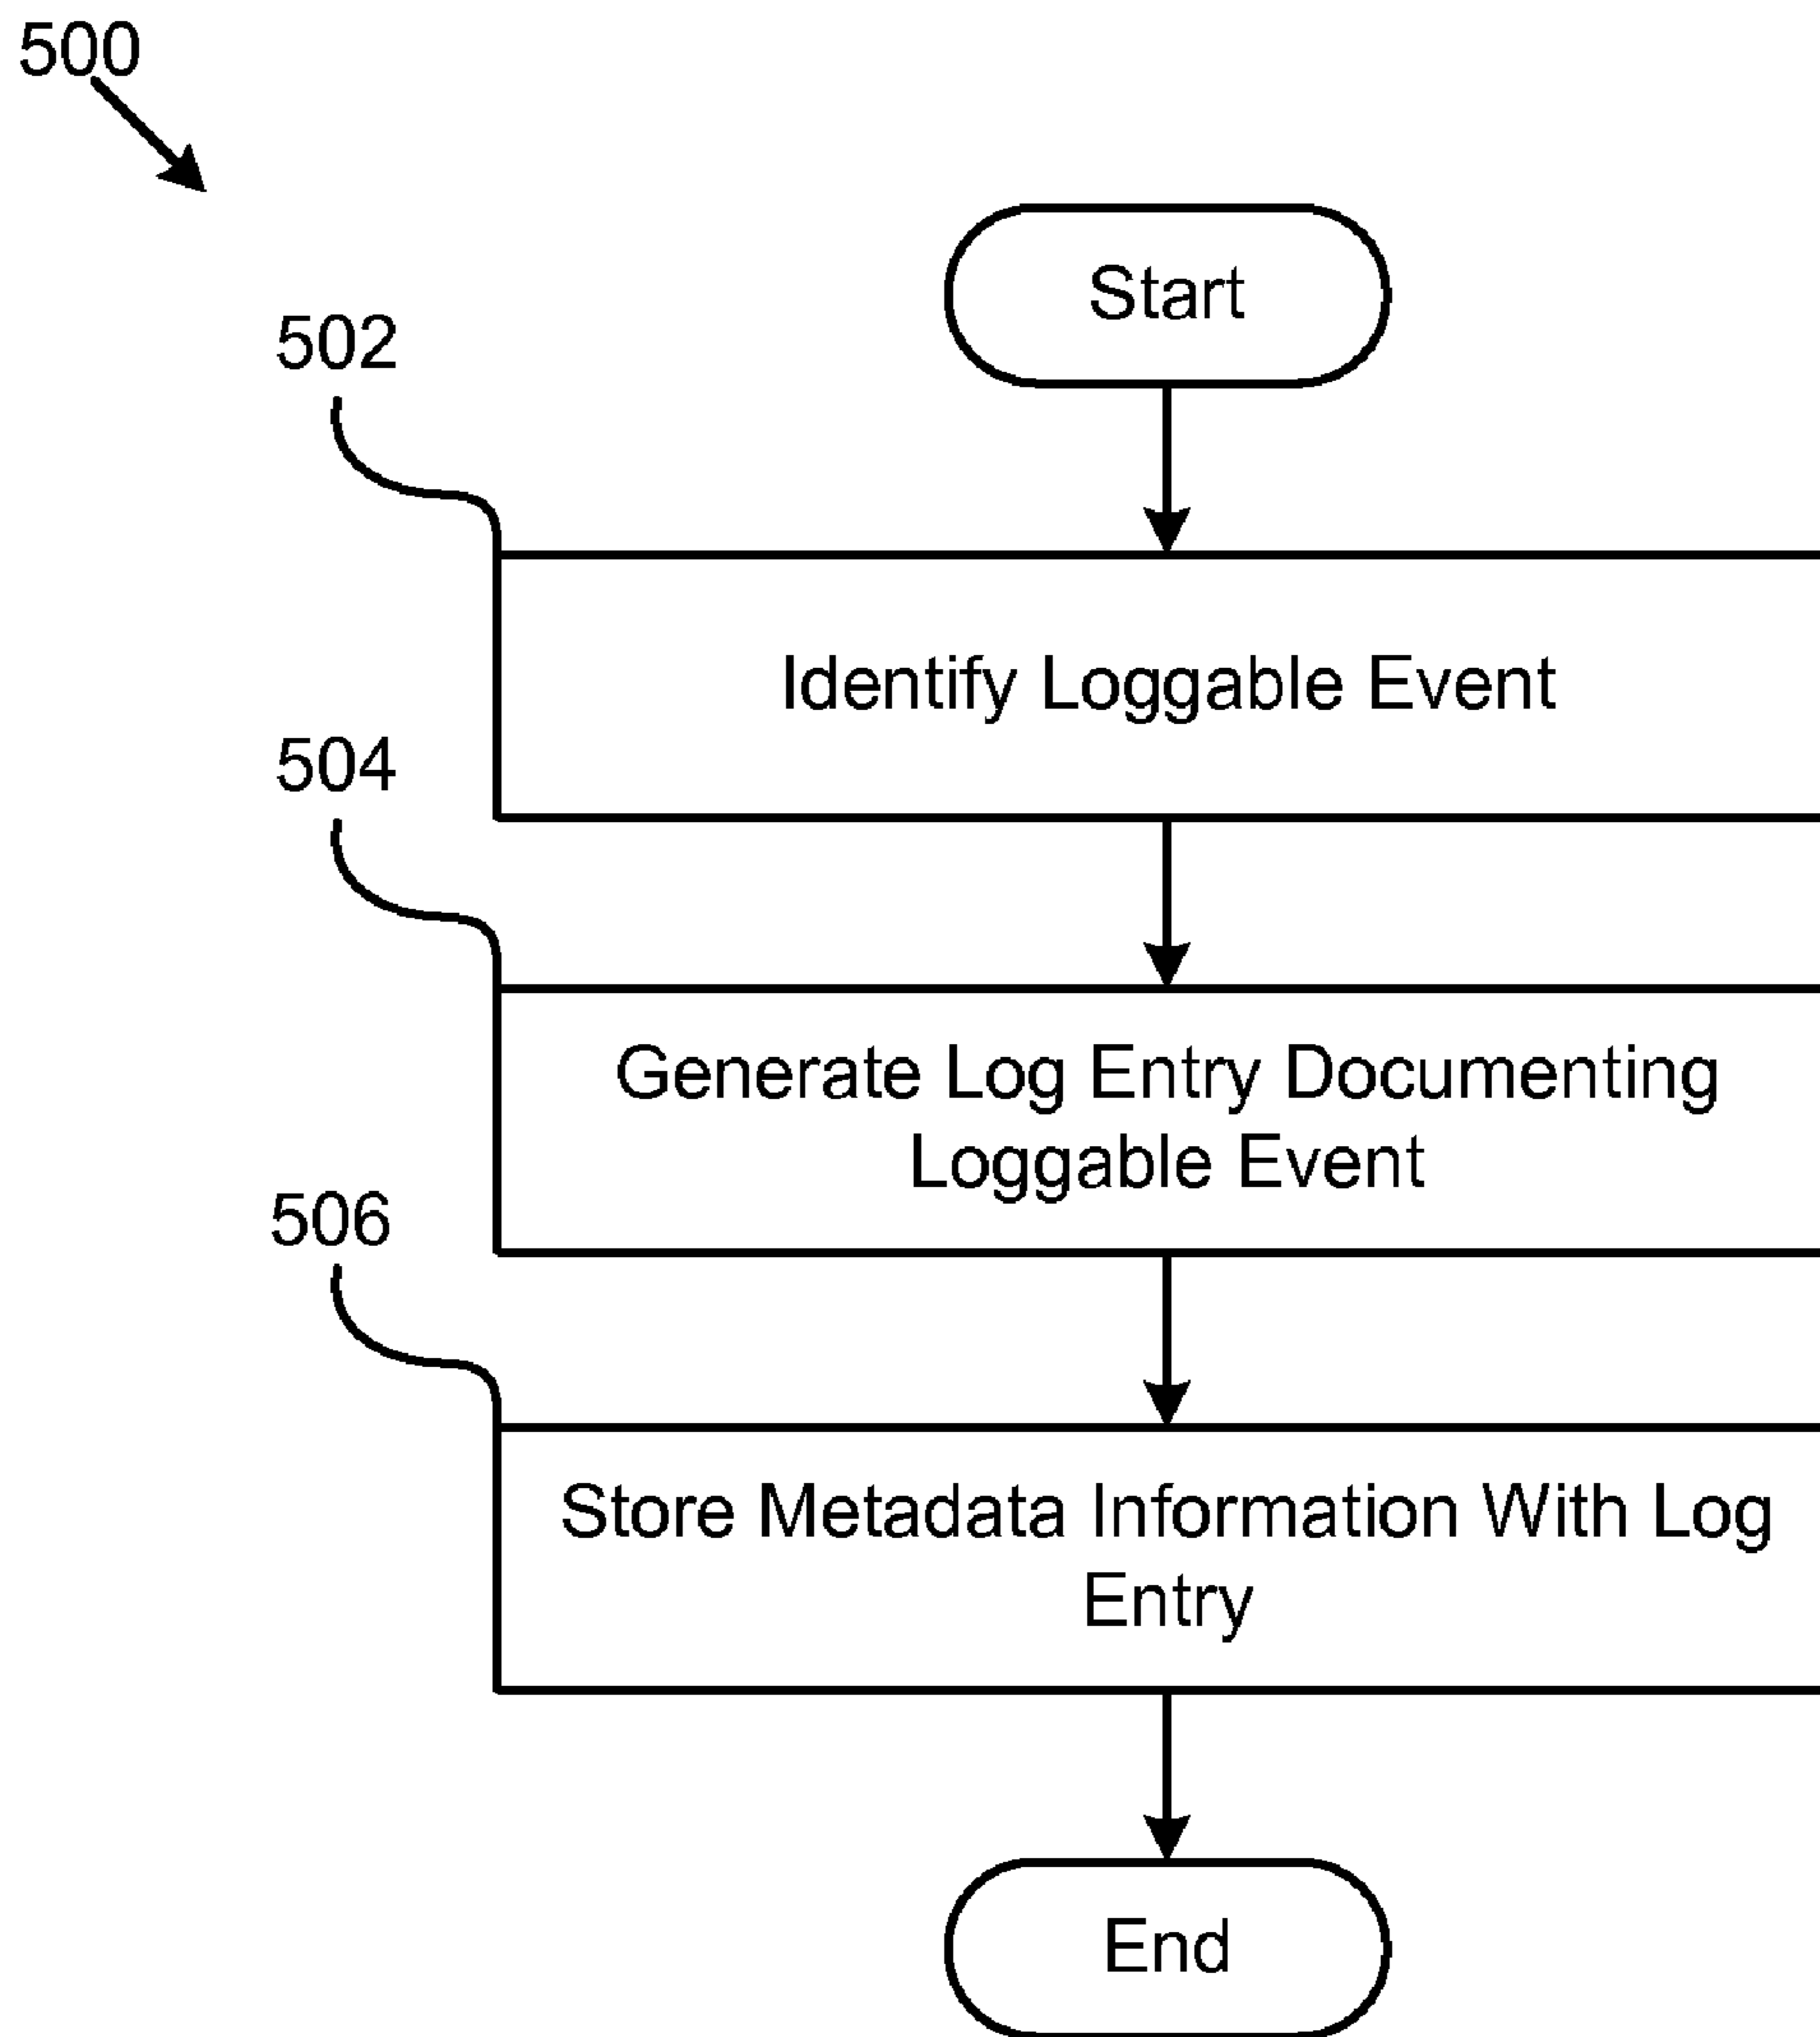 500
Start
502
Identify Loggable Event
504
Generate Log Entry Documenting
Loggable Event
506
Store Metadata Information With Log
Entry
End